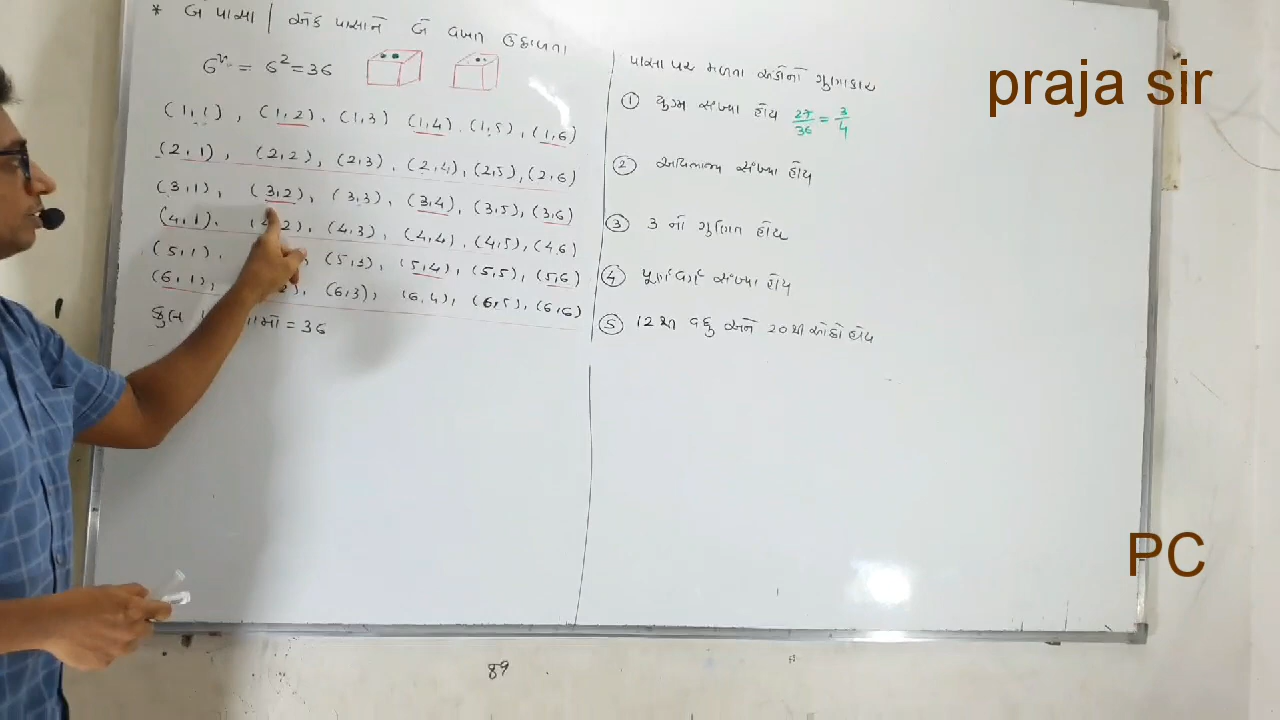 * બે પાસા | એક પાસાને બે વખત ઉછાળતા
6ⁿ = 6² = 36
(1,1), (1,2), (1,3) (1,4), (1,5), (1,6)
(2,1), (2,2), (2,3), (2,4), (2,5), (2,6)
(3,1), (3,2), (3,3), (3,4), (3,5), (3,6)
(4,1), (4,2), (4,3), (4,4), (4,5), (4,6)
(5,1), (5,3), (5,4), (5,5), (5,6)
(6,1), (6,3), (6,4), (6,5), (6,6)
કુલ = 36
પાસા પર મળતા અંકોનો ગુણાકાર
① યુગ્મ સંખ્યા હોય 27/36 = 3/4
② અવિભાજ્ય સંખ્યા હોય
③ 3 નો ગુણિત હોય
④ પૂર્ણવર્ગ સંખ્યા હોય
⑤ 12 થી વધુ અને 20 થી ઓછો હોય
praja sir
PC
89